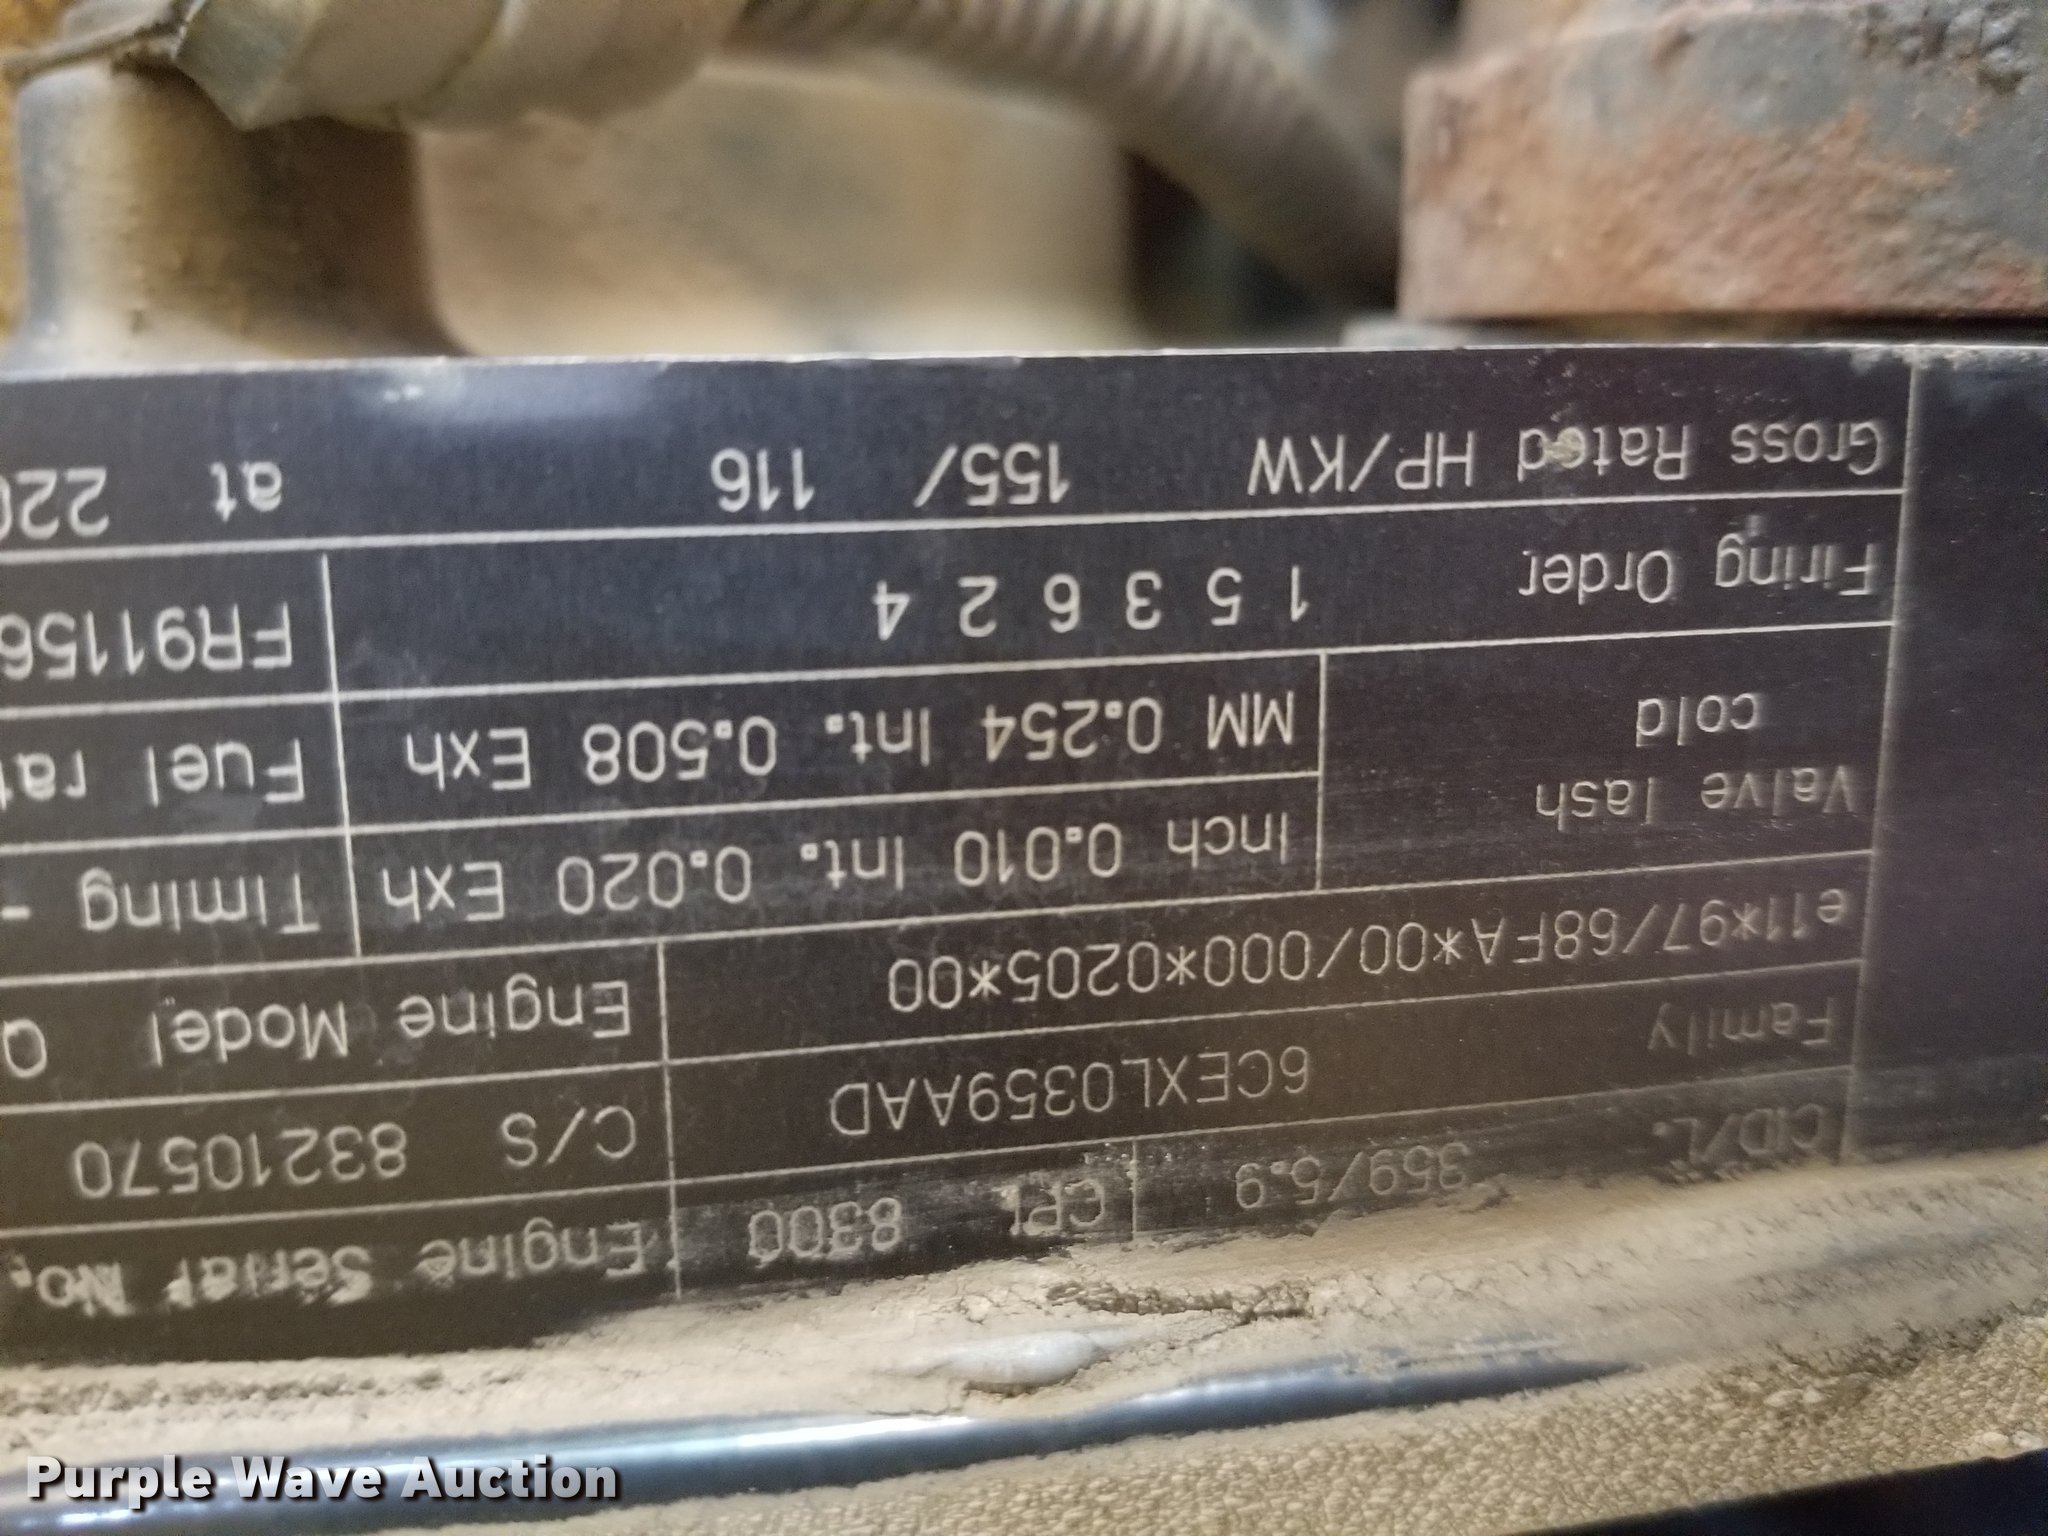 CID/L. 359/5.9 CPL 8300 Engine Serial No.
Family 6CEXL0359AAD C/S 83210570
e11*97/68FA*00/000*0205*00 Engine Model Q
Valve lash cold Inch 0.010 Int. 0.020 Exh Timing -
MM 0.254 Int. 0.508 Exh Fuel rat
Firing Order 1 5 3 6 2 4 FR91156
Gross Rated HP/KW 155/ 116 at 220
Purple Wave Auction